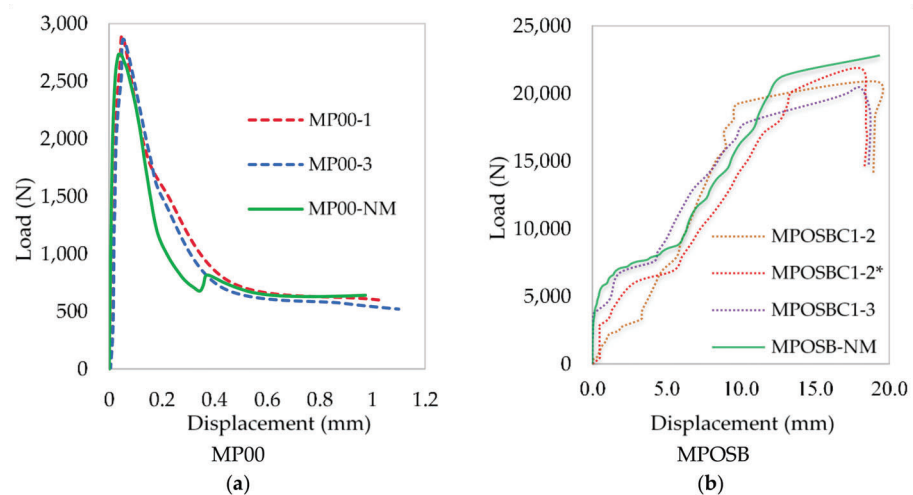 3,000
2,500
2,000
1,500
1,000
500
0
Load (N)
MP00-1
MP00-3
MP00-NM
0 0.2 0.4 0.6 0.8 1 1.2
Displacement (mm)
MP00
(a)
25,000
20,000
15,000
10,000
5,000
0
Load (N)
MPOSBC1-2
MPOSBC1-2*
MPOSBC1-3
MPOSB-NM
0.0 5.0 10.0 15.0 20.0
Displacement (mm)
MPOSB
(b)